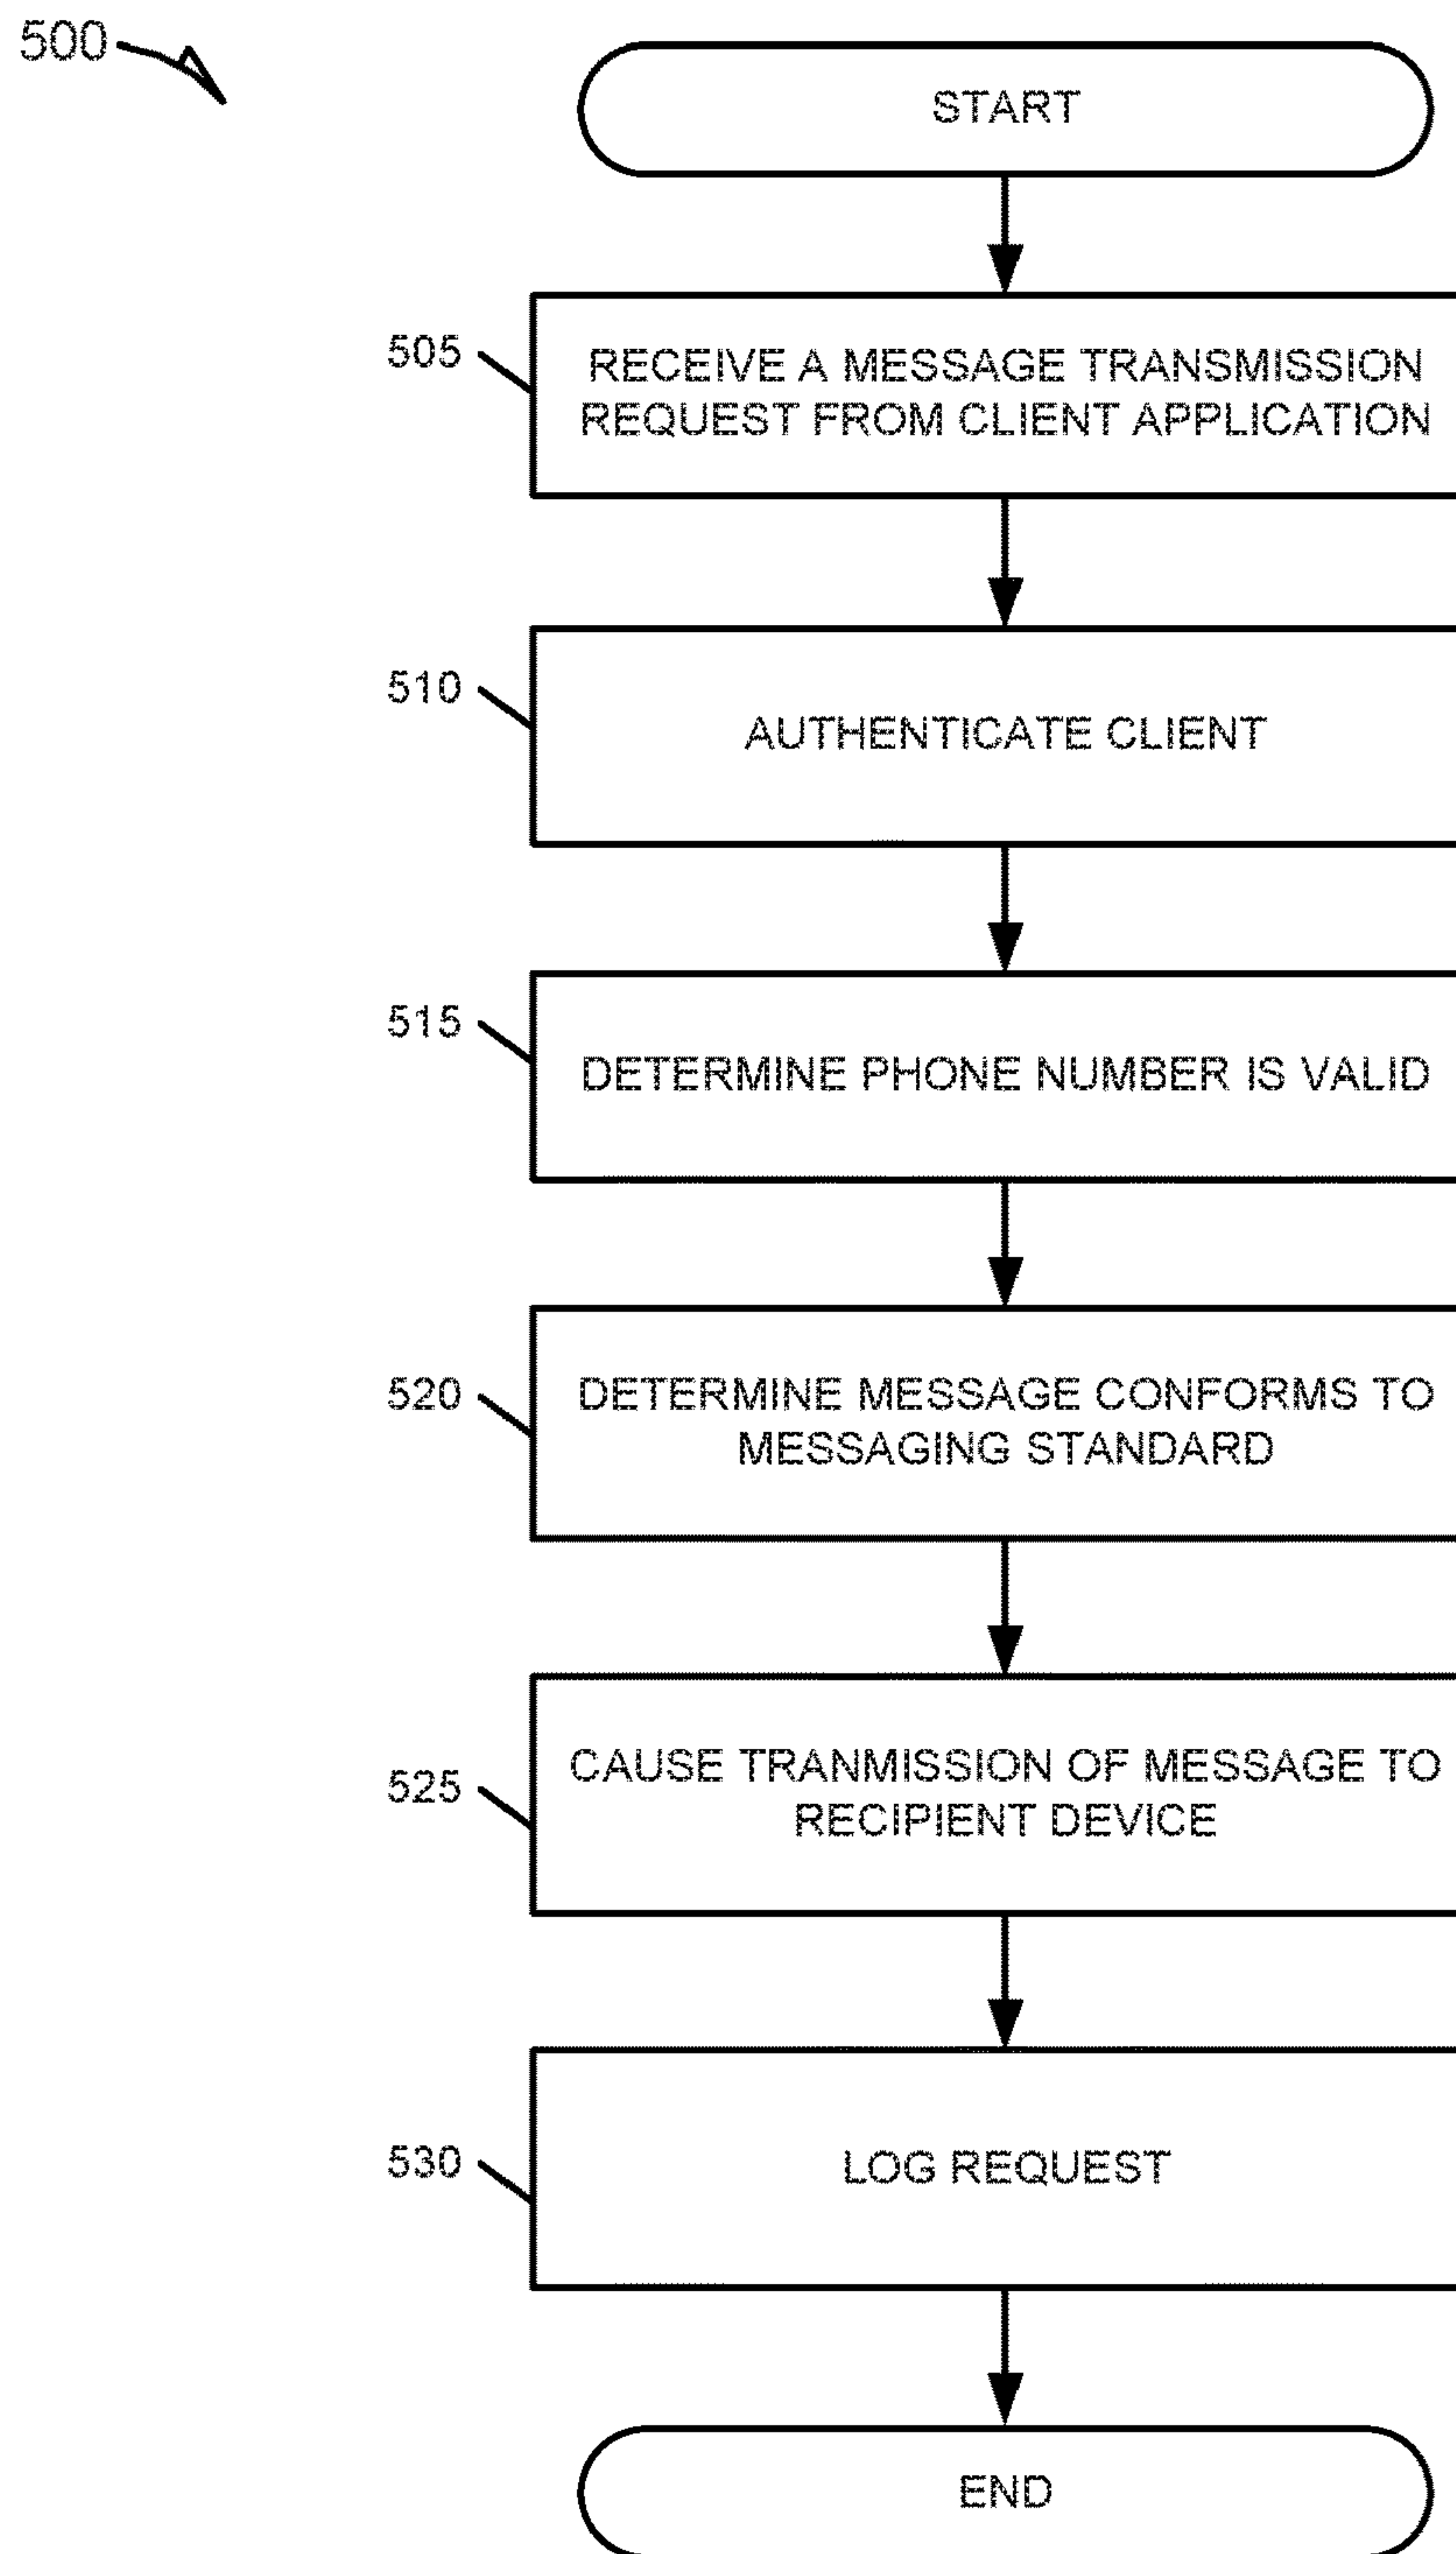 500
START
505
RECEIVE A MESSAGE TRANSMISSION
REQUEST FROM CLIENT APPLICATION
510
AUTHENTICATE CLIENT
515
DETERMINE PHONE NUMBER IS VALID
520
DETERMINE MESSAGE CONFORMS TO
MESSAGING STANDARD
525
CAUSE TRANMISSION OF MESSAGE TO
RECIPIENT DEVICE
530
LOG REQUEST
END